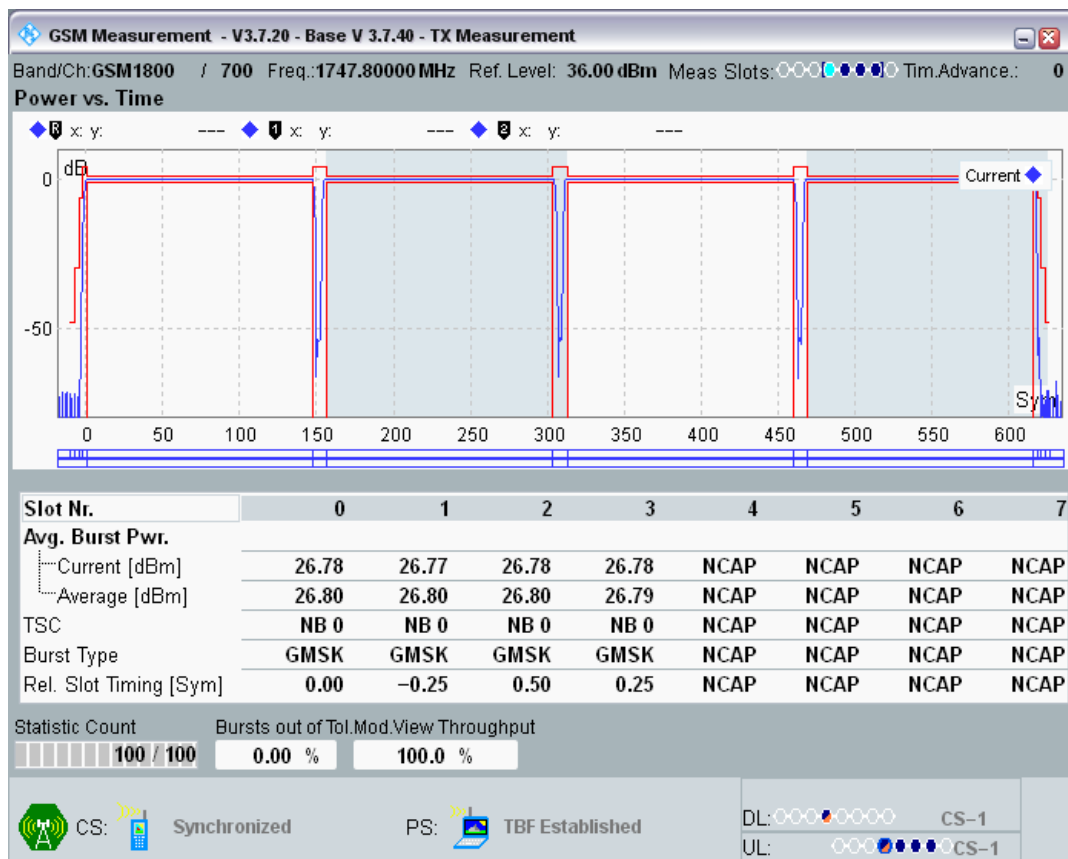 GSM Measurement - V3.7.20 - Base V 3.7.40 - TX Measurement
Band/Ch:GSM1800 / 700 Freq.:1747.80000 MHz Ref. Level: 36.00 dBm Meas Slots: Tim.Advance.: 0
Power vs. Time
R x: y: --- 1 x: y: --- 2 x: y: ---
dB
Current
0
-50
Sym
0 50 100 150 200 250 300 350 400 450 500 550 600
Slot Nr. 0 1 2 3 4 5 6 7
Avg. Burst Pwr.
Current [dBm] 26.78 26.77 26.78 26.78 NCAP NCAP NCAP NCAP
Average [dBm] 26.80 26.80 26.80 26.79 NCAP NCAP NCAP NCAP
TSC NB 0 NB 0 NB 0 NB 0 NCAP NCAP NCAP NCAP
Burst Type GMSK GMSK GMSK GMSK NCAP NCAP NCAP NCAP
Rel. Slot Timing [Sym] 0.00 −0.25 0.50 0.25 NCAP NCAP NCAP NCAP
Statistic Count Bursts out of Tol.Mod.View Throughput
100 / 100 0.00 % 100.0 %
CS: Synchronized PS: TBF Established DL: CS−1
UL: CS−1